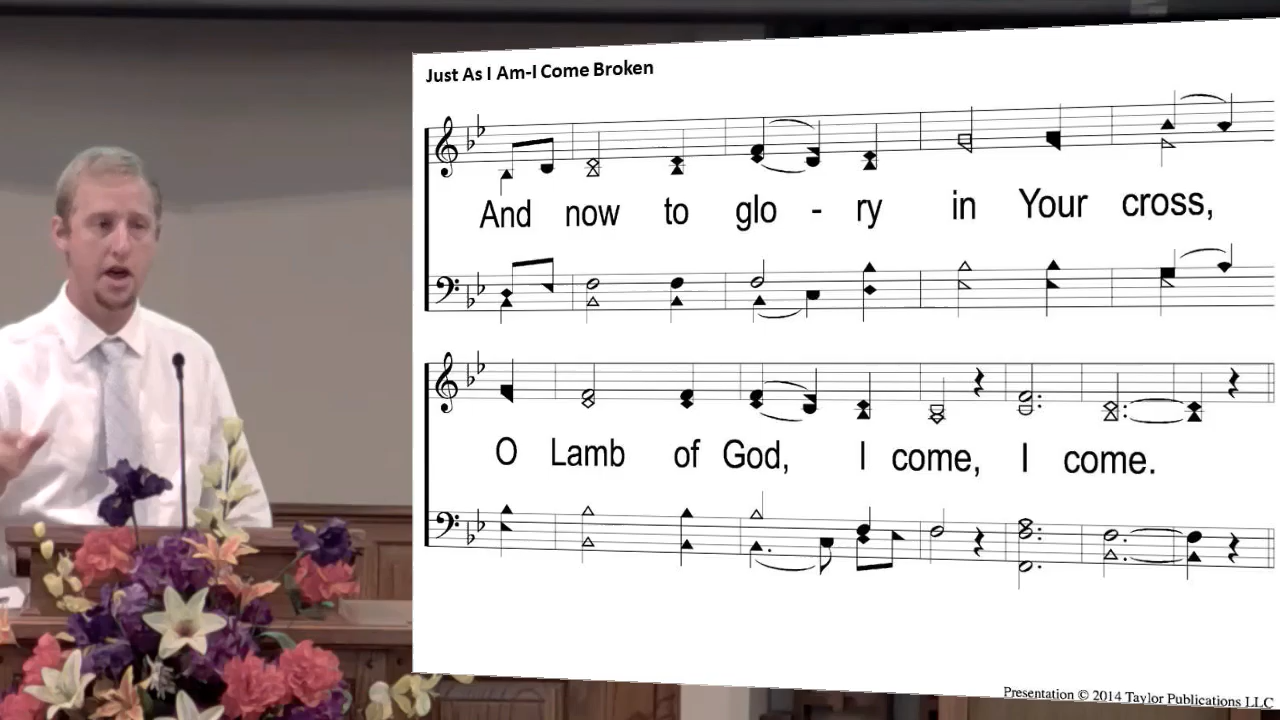 Just As I Am-I Come Broken
And now to glo - ry in Your cross,
O Lamb of God, I come, I come.
Presentation © 2014 Taylor Publications LLC